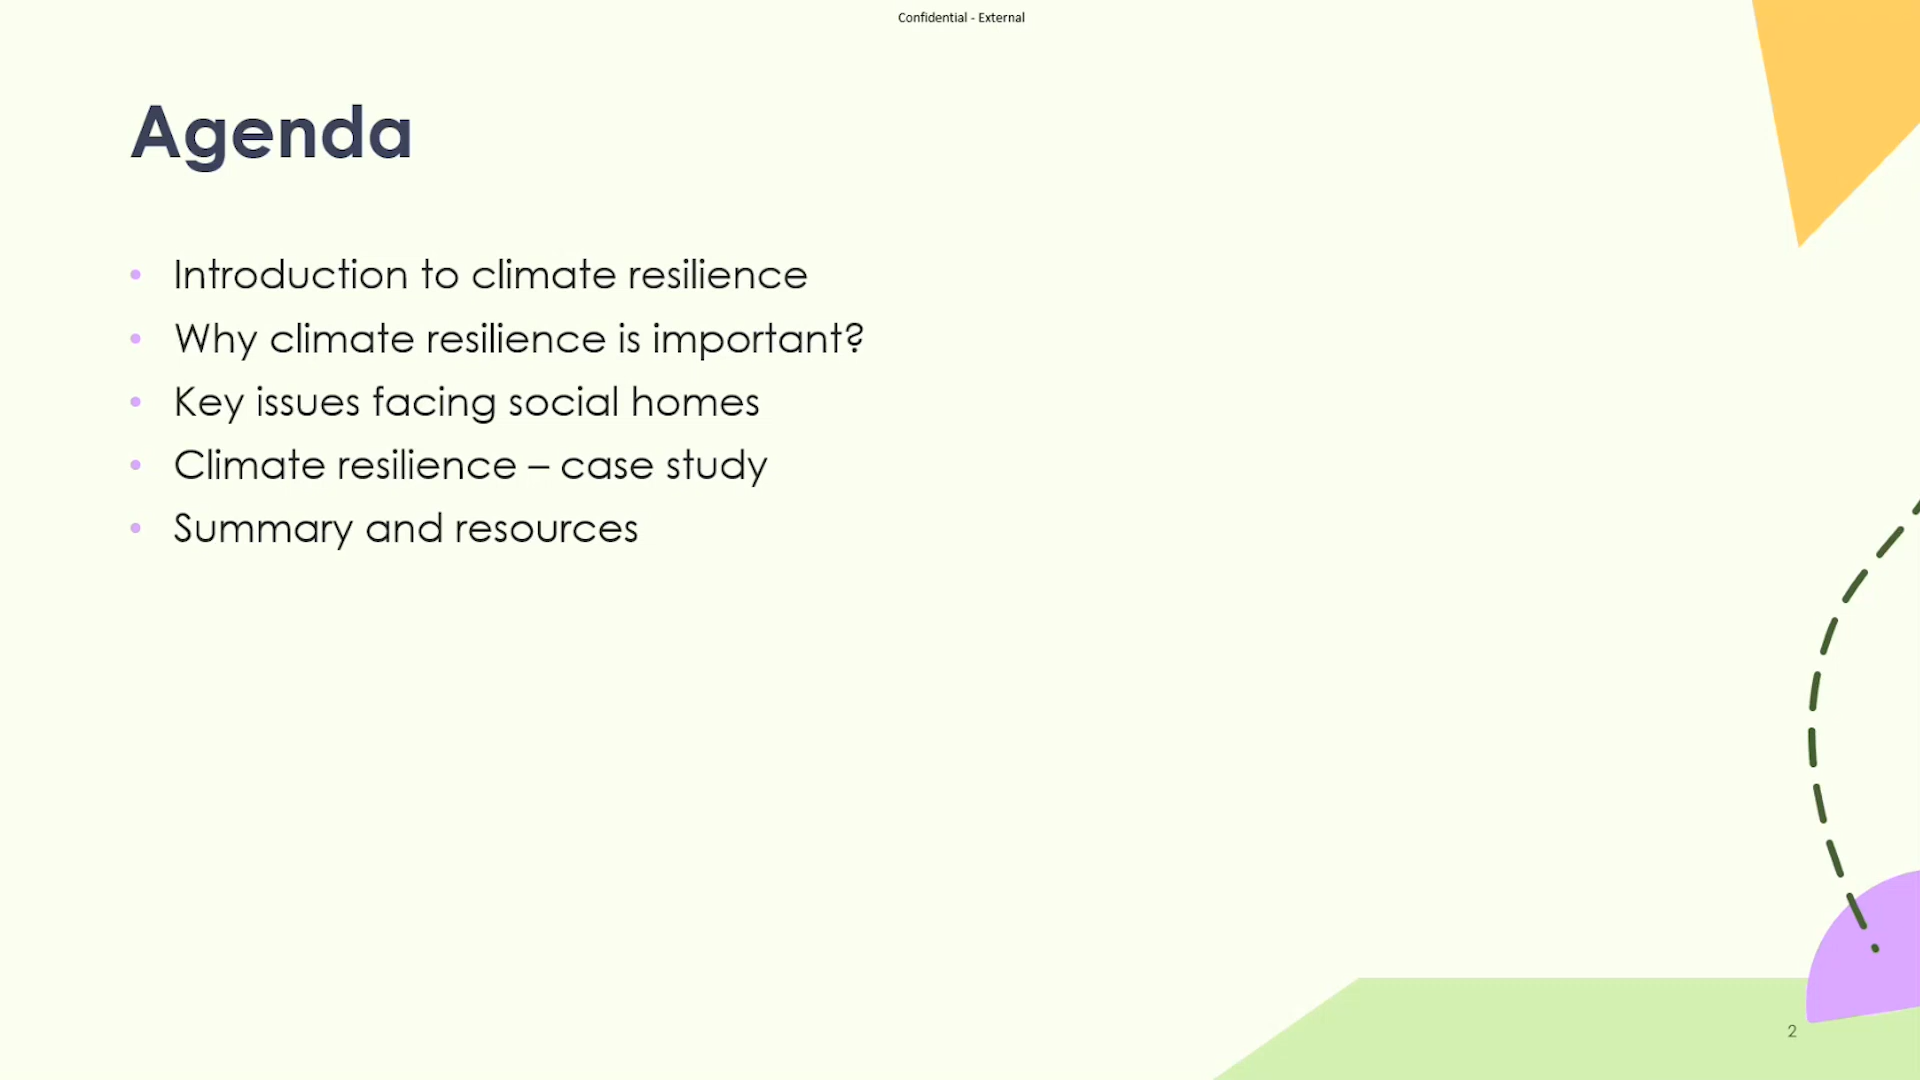 Confidential - External
Agenda
• Introduction to climate resilience
• Why climate resilience is important?
• Key issues facing social homes
• Climate resilience – case study
• Summary and resources
2